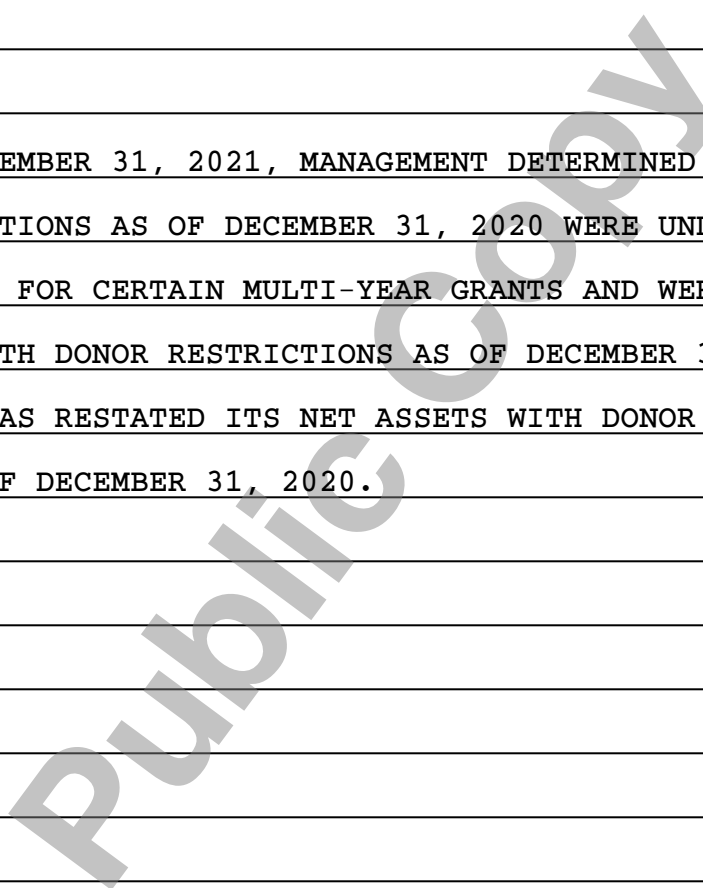 EMBER 31, 2021, MANAGEMENT DETERMINED
TIONS AS OF DECEMBER 31, 2020 WERE UND
FOR CERTAIN MULTI-YEAR GRANTS AND WER
TH DONOR RESTRICTIONS AS OF DECEMBER 3
AS RESTATED ITS NET ASSETS WITH DONOR
F DECEMBER 31, 2020.
Public Copy